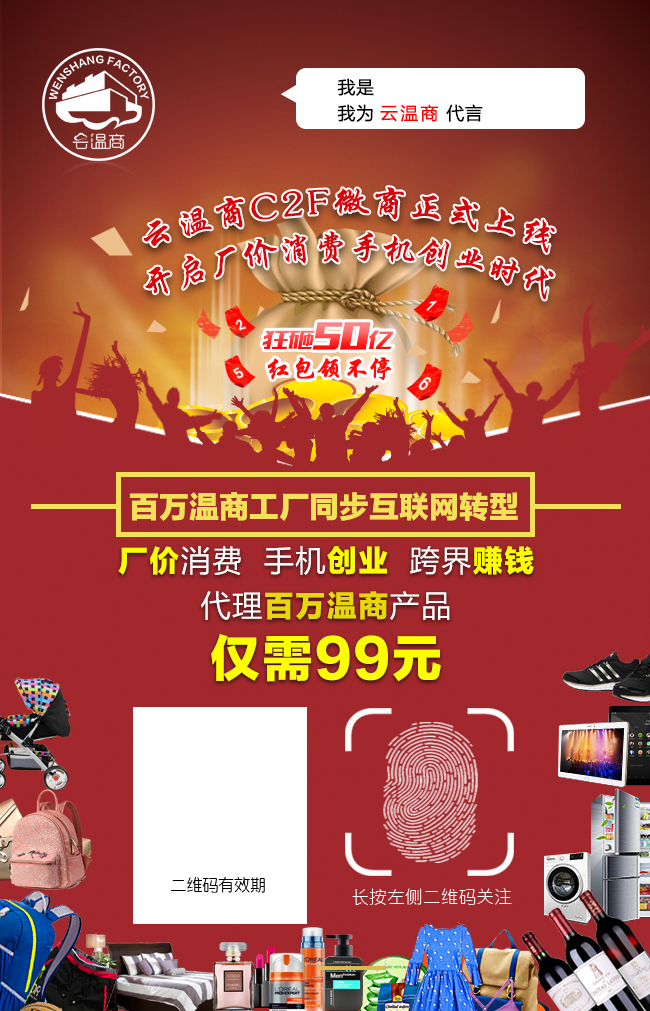 WENSHANG FACTORY
会温商
我是
我为 云温商 代言
云温商C2F微商正式上线
开启厂价消费手机创业时代
2
1
狂砸50亿
红包领不停
5
6
百万温商工厂同步互联网转型
厂价消费 手机创业 跨界赚钱
代理百万温商产品
仅需99元
二维码有效期
长按左侧二维码关注